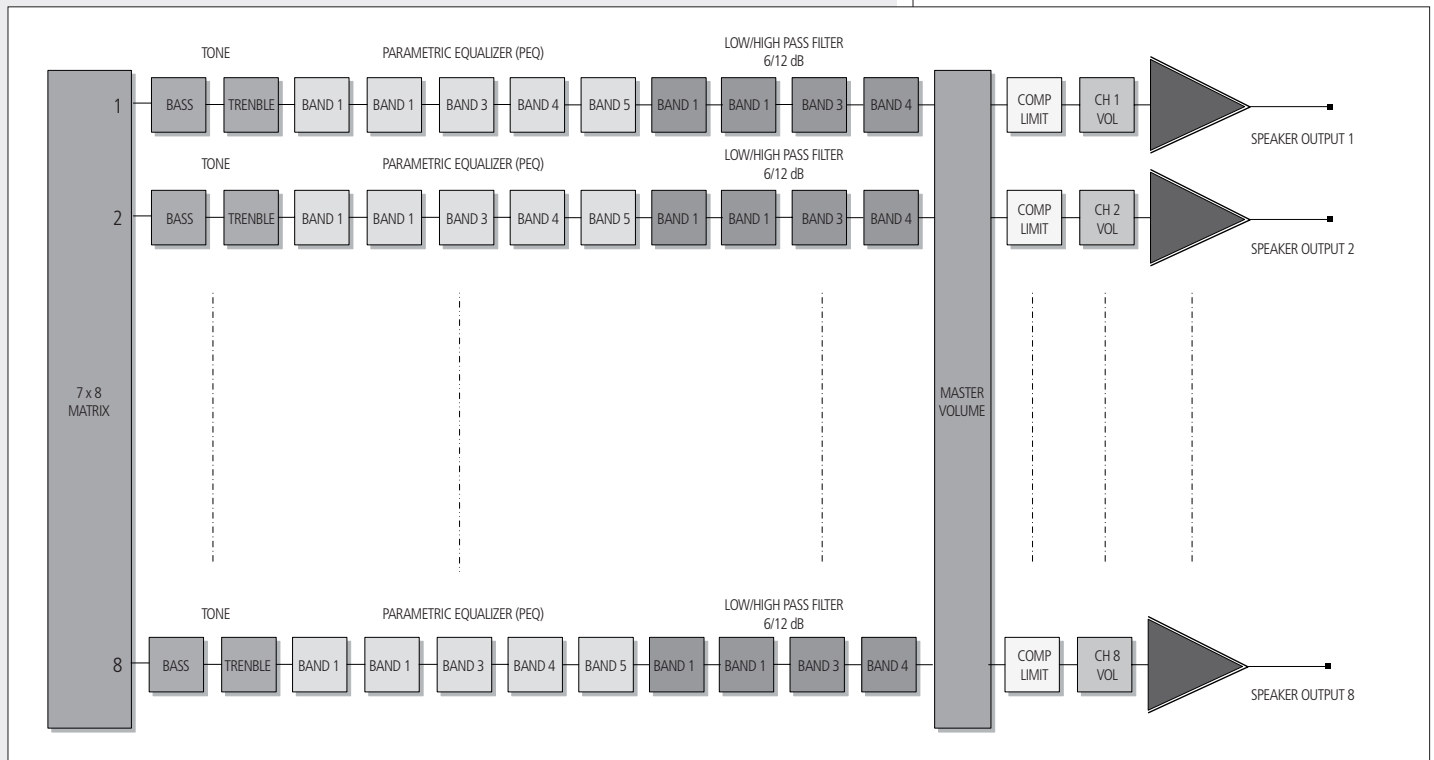 TONE PARAMETRIC EQUALIZER (PEQ) LOW/HIGH PASS FILTER
6/12 dB
1 BASS TRENBLE BAND 1 BAND 1 BAND 3 BAND 4 BAND 5 BAND 1 BAND 1 BAND 3 BAND 4 COMP LIMIT CH 1 VOL
SPEAKER OUTPUT 1
TONE PARAMETRIC EQUALIZER (PEQ) LOW/HIGH PASS FILTER
6/12 dB
2 BASS TRENBLE BAND 1 BAND 1 BAND 3 BAND 4 BAND 5 BAND 1 BAND 1 BAND 3 BAND 4 COMP LIMIT CH 2 VOL
SPEAKER OUTPUT 2
7 x 8
MATRIX
MASTER
VOLUME
TONE PARAMETRIC EQUALIZER (PEQ) LOW/HIGH PASS FILTER
6/12 dB
8 BASS TRENBLE BAND 1 BAND 1 BAND 3 BAND 4 BAND 5 BAND 1 BAND 1 BAND 3 BAND 4 COMP LIMIT CH 8 VOL
SPEAKER OUTPUT 8